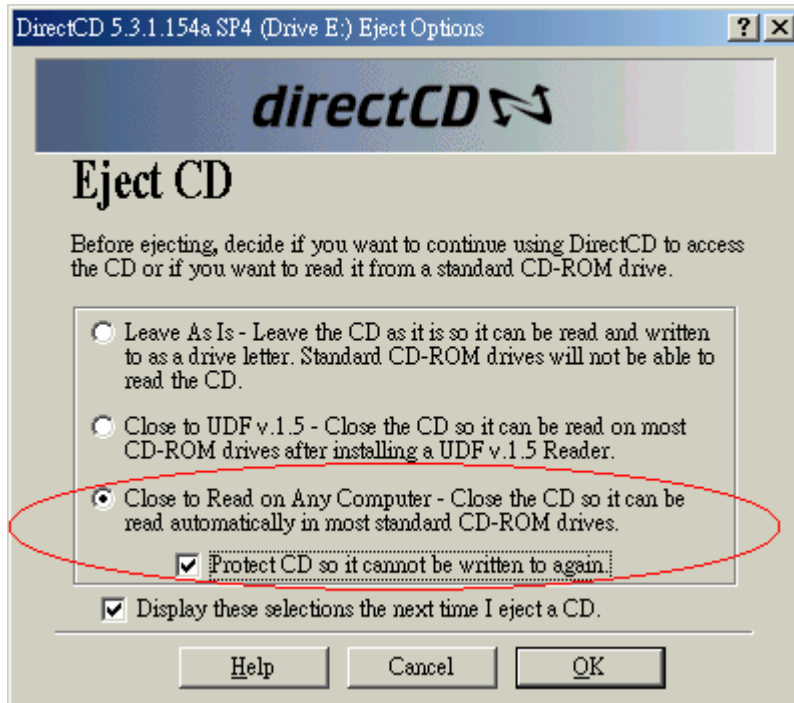 DirectCD 5.3.1.154a SP4 (Drive E:) Eject Options
directCD
Eject CD
Before ejecting, decide if you want to continue using DirectCD to access
the CD or if you want to read it from a standard CD-ROM drive.
Leave As Is - Leave the CD as it is so it can be read and written
to as a drive letter. Standard CD-ROM drives will not be able to
read the CD.
Close to UDF v.1.5 - Close the CD so it can be read on most
CD-ROM drives after installing a UDF v.1.5 Reader.
Close to Read on Any Computer - Close the CD so it can be
read automatically in most standard CD-ROM drives.
Protect CD so it cannot be written to again.
Display these selections the next time I eject a CD.
Help Cancel OK